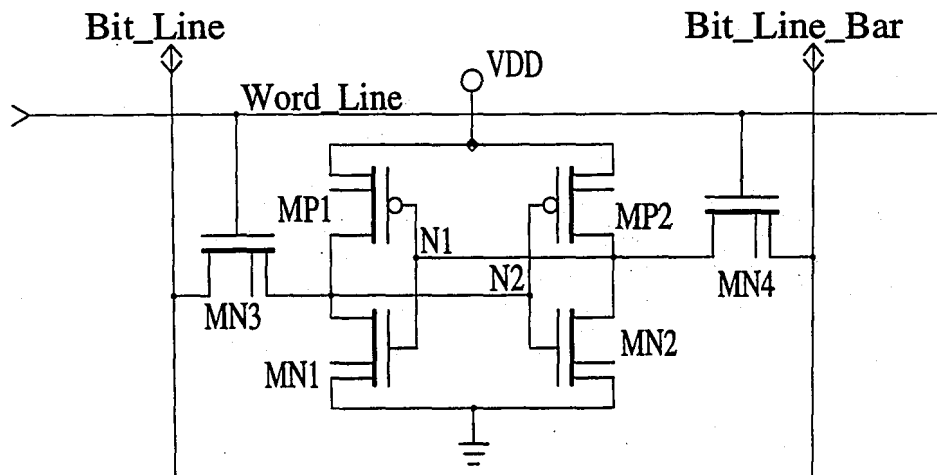 Bit_Line
Bit_Line_Bar
VDD
Word_Line
MP1
MP2
N1
N2
MN3
MN4
MN1
MN2